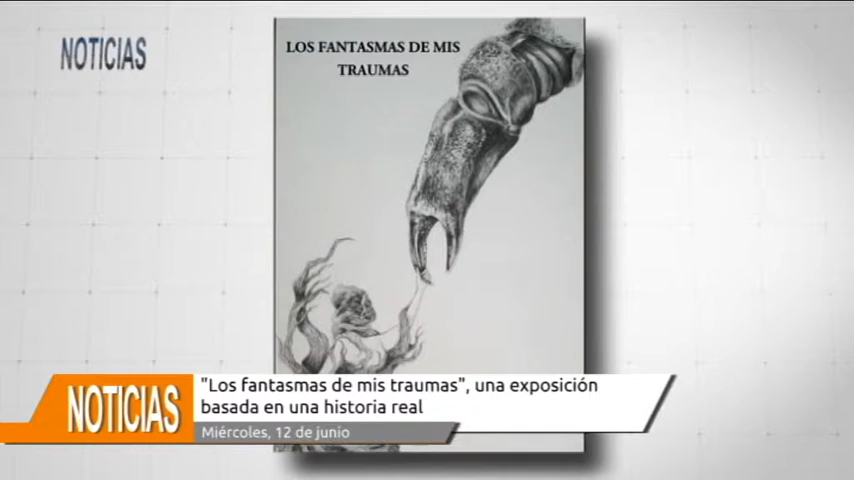 NOTICIAS
LOS FANTASMAS DE MIS
TRAUMAS
NOTICIAS
"Los fantasmas de mis traumas", una exposición
basada en una historia real
Miércoles, 12 de junio